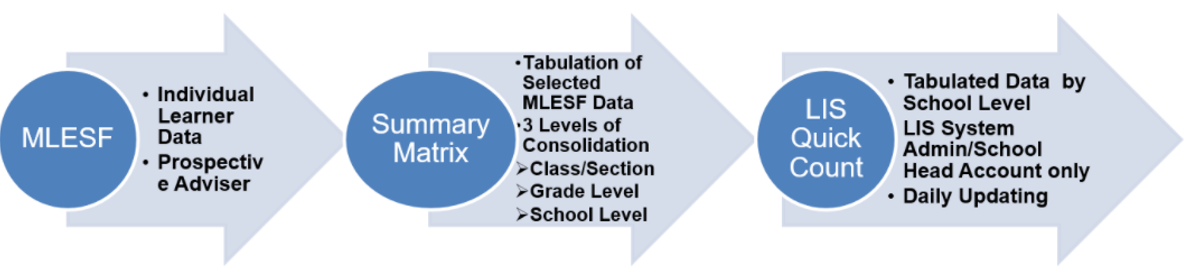 MLESF
• Individual
Learner
Data
• Prospectiv
e Adviser
Summary
Matrix
•Tabulation of
Selected
MLESF Data
•3 Levels of
Consolidation
➢Class/Section
➢Grade Level
➢School Level
LIS
Quick
Count
• Tabulated Data  by
School Level
LIS System
Admin/School
Head Account only
• Daily Updating